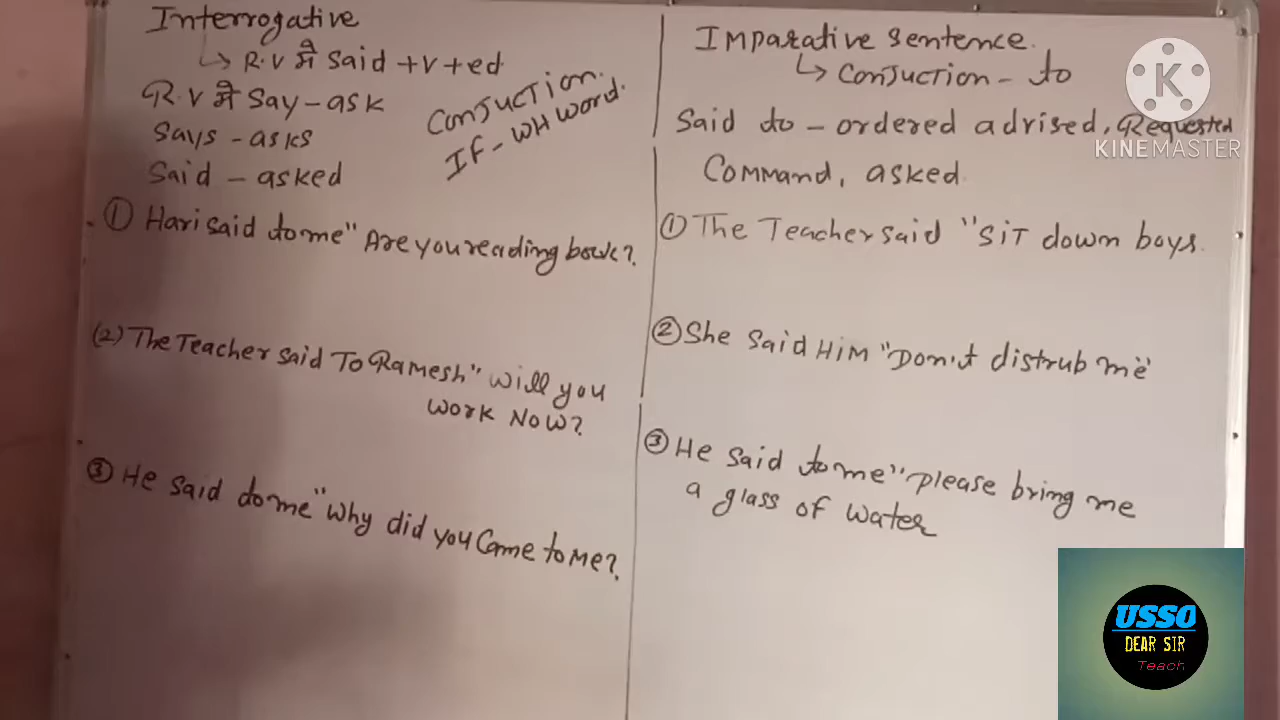 Interrogative
↳ R.V में said + v + ed
R.V में Say - ask
Says - asks
Said - asked
Conjuction.
If - WH word.
① Hari said to me " Are you reading book?
(2) The Teacher said To Ramesh " will you
work Now?
③ He said to me " why did you Came to me?
Imparative sentence.
↳ Conjuction - to
Said to - ordered advised, Requested
Command, asked.
① The Teacher said "Sit down boys.
② She Said HIM "Don't distrub me"
③ He said to me " please bring me
a glass of water
K
KINEMASTER
USSO
DEAR SIR
Teach